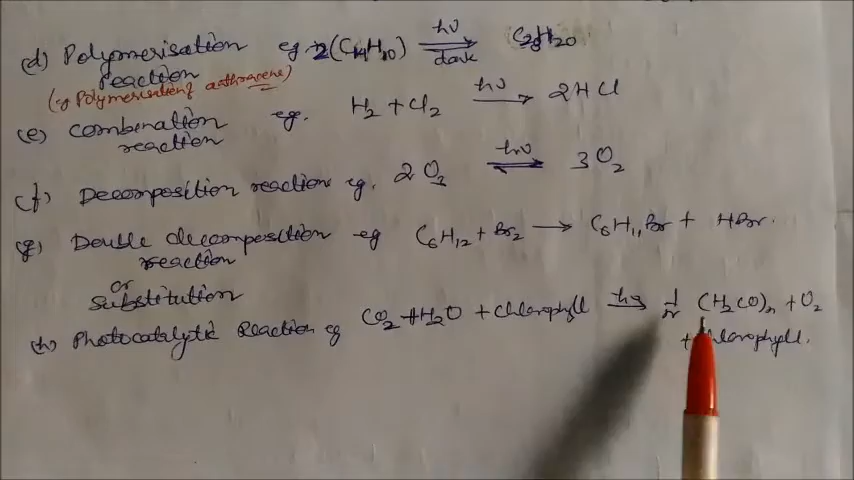 (d) Polymerisation eg 2(C14H10) hν ⇌ dark C28H20
reaction
(eg Polymerisation of anthracene)
(e) Combination eg. H2 + Cl2 hν → 2HCl
reaction
(f) Decomposition reaction eg. 2O3 hν ⇌ 3O2
(g) Double decomposition eg C6H12 + Br2 → C6H11Br + HBr.
reaction
or
substitution
(h) Photocatalytic Reaction eg CO2 + H2O + chlorophyll hν → 1/n (H2CO)n + O2
+ chlorophyll.